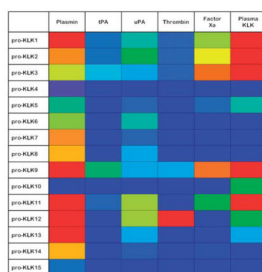 Plasmin tPA uPA Thrombin Factor Xa Plasma KLK
pro-KLK1
pro-KLK2
pro-KLK3
pro-KLK4
pro-KLK5
pro-KLK6
pro-KLK7
pro-KLK8
pro-KLK9
pro-KLK10
pro-KLK11
pro-KLK12
pro-KLK13
pro-KLK14
pro-KLK15